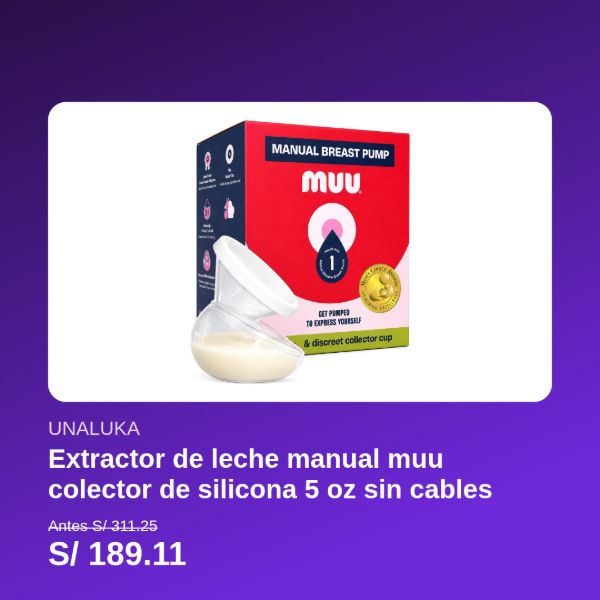 MANUAL BREAST PUMP
muu
1
GET PUMPED
TO EXPRESS YOURSELF
& discreet collector cup
UNALUKA
Extractor de leche manual muu
colector de silicona 5 oz sin cables
Antes S/ 311.25
S/ 189.11